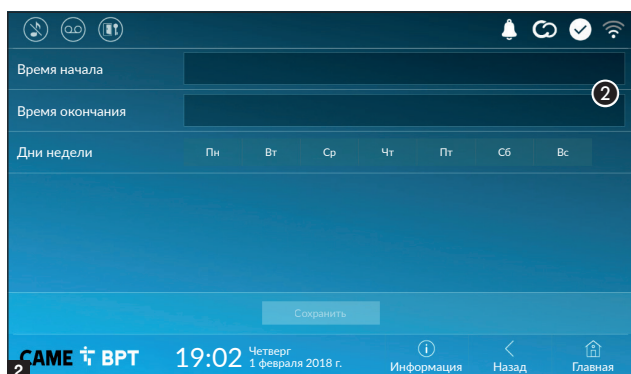 Время начала
2
Время окончания
Дни недели
Пн Вт Ср Чт Пт Сб Вс
Сохранить
CAME BPT 19:02 Четверг
1 февраля 2018 г.
Информация Назад Главная
2